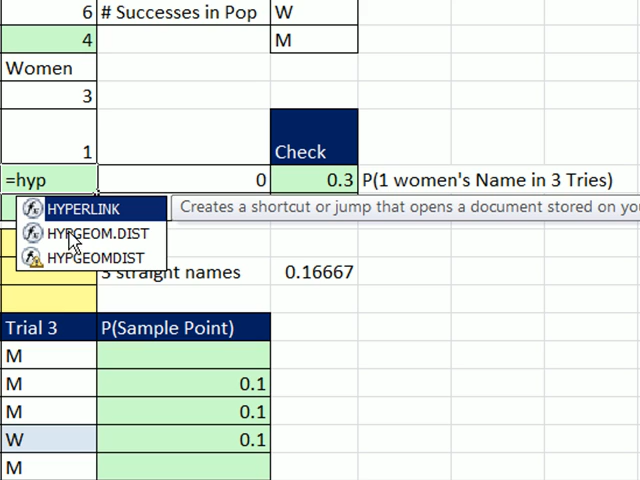 6 # Successes in Pop W
4 M
Women
3
1 Check
=hyp 0 0.3 P(1 women's Name in 3 Tries)
HYPERLINK Creates a shortcut or jump that opens a document stored on
HYPGEOM.DIST
HYPGEOMDIST
straight names 0.16667
Trial 3 P(Sample Point)
M
M 0.1
M 0.1
W 0.1
M